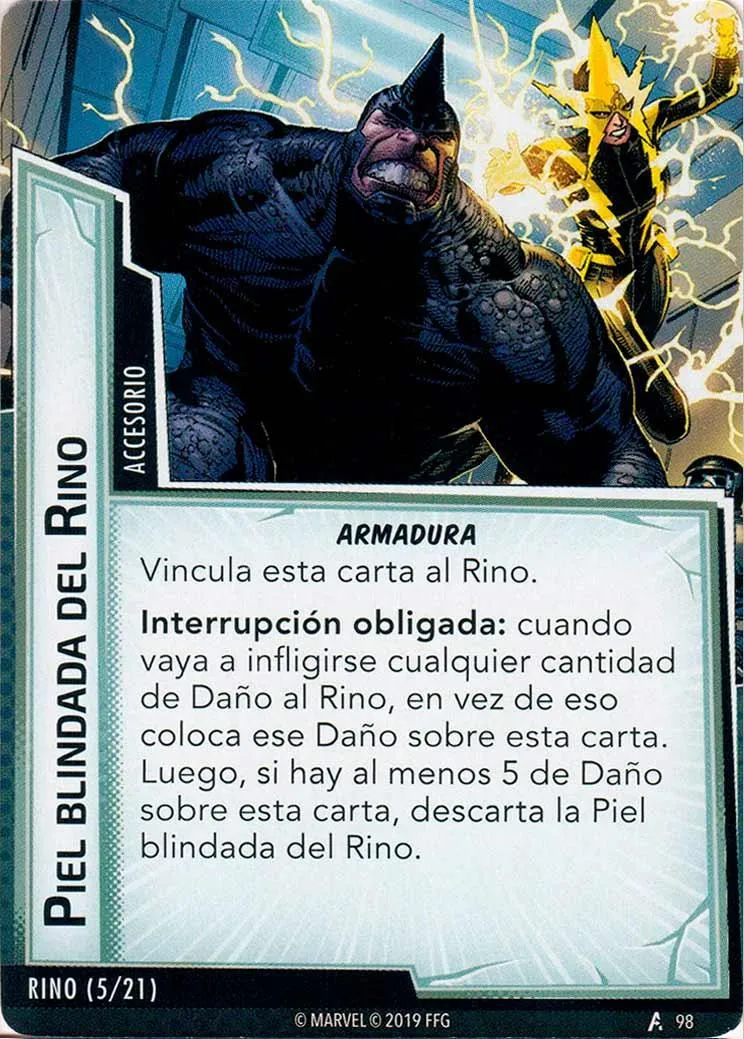 ACCESORIO
PIEL BLINDADA DEL RINO
ARMADURA
Vincula esta carta al Rino.
Interrupción obligada: cuando
vaya a infligirse cualquier cantidad
de Daño al Rino, en vez de eso
coloca ese Daño sobre esta carta.
Luego, si hay al menos 5 de Daño
sobre esta carta, descarta la Piel
blindada del Rino.
RINO (5/21)
© MARVEL © 2019 FFG
98